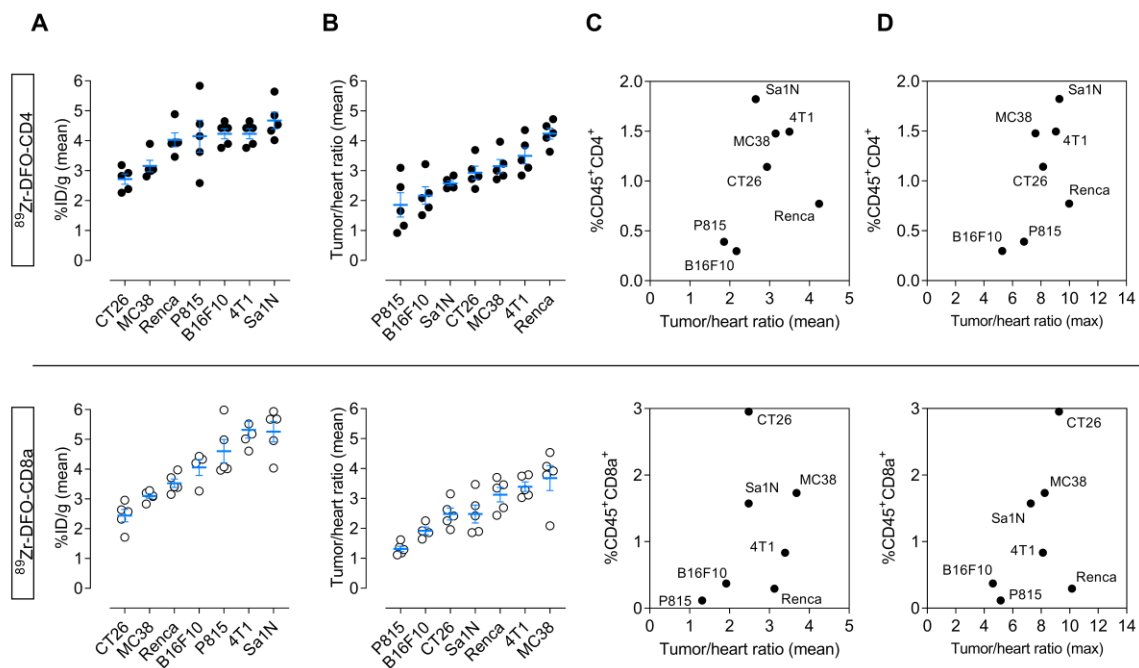 A
B
C
D
⁸⁹Zr-DFO-CD4
%ID/g (mean)
6
5
4
3
2
1
0
CT26
MC38
Renca
P815
B16F10
4T1
Sa1N
Tumor/heart ratio (mean)
6
5
4
3
2
1
0
P815
B16F10
Sa1N
CT26
MC38
4T1
Renca
%CD45⁺CD4⁺
2.0
1.5
1.0
0.5
0.0
Sa1N
4T1
MC38
CT26
Renca
P815
B16F10
0 1 2 3 4 5
Tumor/heart ratio (mean)
%CD45⁺CD4⁺
2.0
1.5
1.0
0.5
0.0
Sa1N
MC38
4T1
CT26
Renca
B16F10
P815
0 2 4 6 8 10 12 14
Tumor/heart ratio (max)
⁸⁹Zr-DFO-CD8a
%ID/g (mean)
6
5
4
3
2
1
0
CT26
MC38
Renca
B16F10
P815
4T1
Sa1N
Tumor/heart ratio (mean)
6
5
4
3
2
1
0
P815
B16F10
CT26
Sa1N
Renca
4T1
MC38
%CD45⁺CD8a⁺
3
2
1
0
CT26
MC38
Sa1N
4T1
B16F10
P815
Renca
0 1 2 3 4 5
Tumor/heart ratio (mean)
%CD45⁺CD8a⁺
3
2
1
0
CT26
MC38
Sa1N
4T1
B16F10
P815
Renca
0 2 4 6 8 10 12 14
Tumor/heart ratio (max)